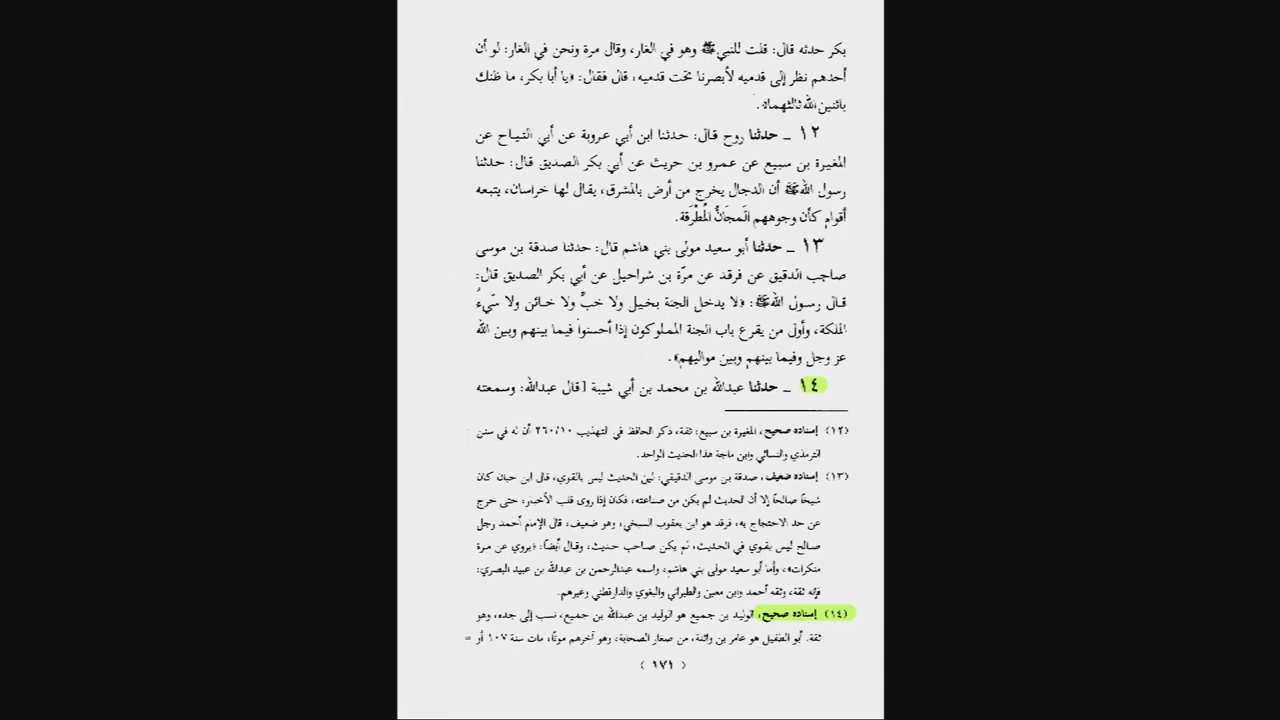 بكر حدثه قال: قلت للنبي ﷺ وهو في الغار، وقال مرة ونحن في الغار: لو أن
أحدهم نظر إلى قدميه لأبصرنا تحت قدميه، قال فقال: «يا أبا بكر، ما ظنك
باثنين الله ثالثهما».
١٢ ـ حدثنا روح قال: حدثنا ابن أبي عروبة عن أبي التياح عن
المغيرة بن سبيع عن عمرو بن حريث عن أبي بكر الصديق قال: حدثنا
رسول الله ﷺ أن الدجال يخرج من أرض بالمشرق، يقال لها خراسان، يتبعه
أقوام كأن وجوههم المجَانُّ المُطْرَقة.
١٣ ـ حدثنا أبو سعيد مولى بني هاشم قال: حدثنا صدقة بن موسى
صاحب الدقيق عن فرقد عن مرّة بن شراحيل عن أبي بكر الصديق قال:
قال رسول الله ﷺ: «لا يدخل الجنة بخيل ولا خبٌّ ولا خائن ولا سّيءُ
الملكة، وأول من يقرع باب الجنة المملوكون إذا أحسنوا فيما بينهم وبين الله
عز وجل وفيما بينهم وبين مواليهم».
١٤ ـ حدثنا عبدالله بن محمد بن أبي شيبة [قال عبدالله: وسمعته
(١٢) إسناده صحيح، المغيرة بن سبيع: ثقة، ذكر الحافظ في التهذيب ٢٦٠/١٠ أن له في سنن
الترمذي والنسائي وابن ماجة هذا الحديث الواحد.
(١٣) إسناده ضعيف، صدقة بن موسى الدقيقي: لين الحديث ليس بالقوي، قال ابن حبان كان
شيخًا صالحًا إلا أن الحديث لم يكن من صناعته، فكان إذا روى قلب الأخبار، حتى خرج
عن حد الاحتجاج به، فرقد هو ابن يعقوب السبخي، وهو ضعيف، قال الإمام أحمد رجل
صالح ليس بقوي في الحديث، لم يكن صاحب حديث، وقال أيضًا: «يروي عن مرة
منكرات»، وأما أبو سعيد مولى بني هاشم، واسمه عبدالرحمن بن عبدالله بن عبيد البصري:
فإنه ثقة، وثقه أحمد وابن معين والطبراني والبغوي والدارقطني وغيرهم.
(١٤) إسناده صحيح، الوليد بن جميع هو الوليد بن عبدالله بن جميع، نسب إلى جده، وهو
ثقة. أبو الطفيل هو عامر بن واثلة، من صغار الصحابة، وهو آخرهم موتًا، مات سنة ١٠٧ أو =
(١٧١)